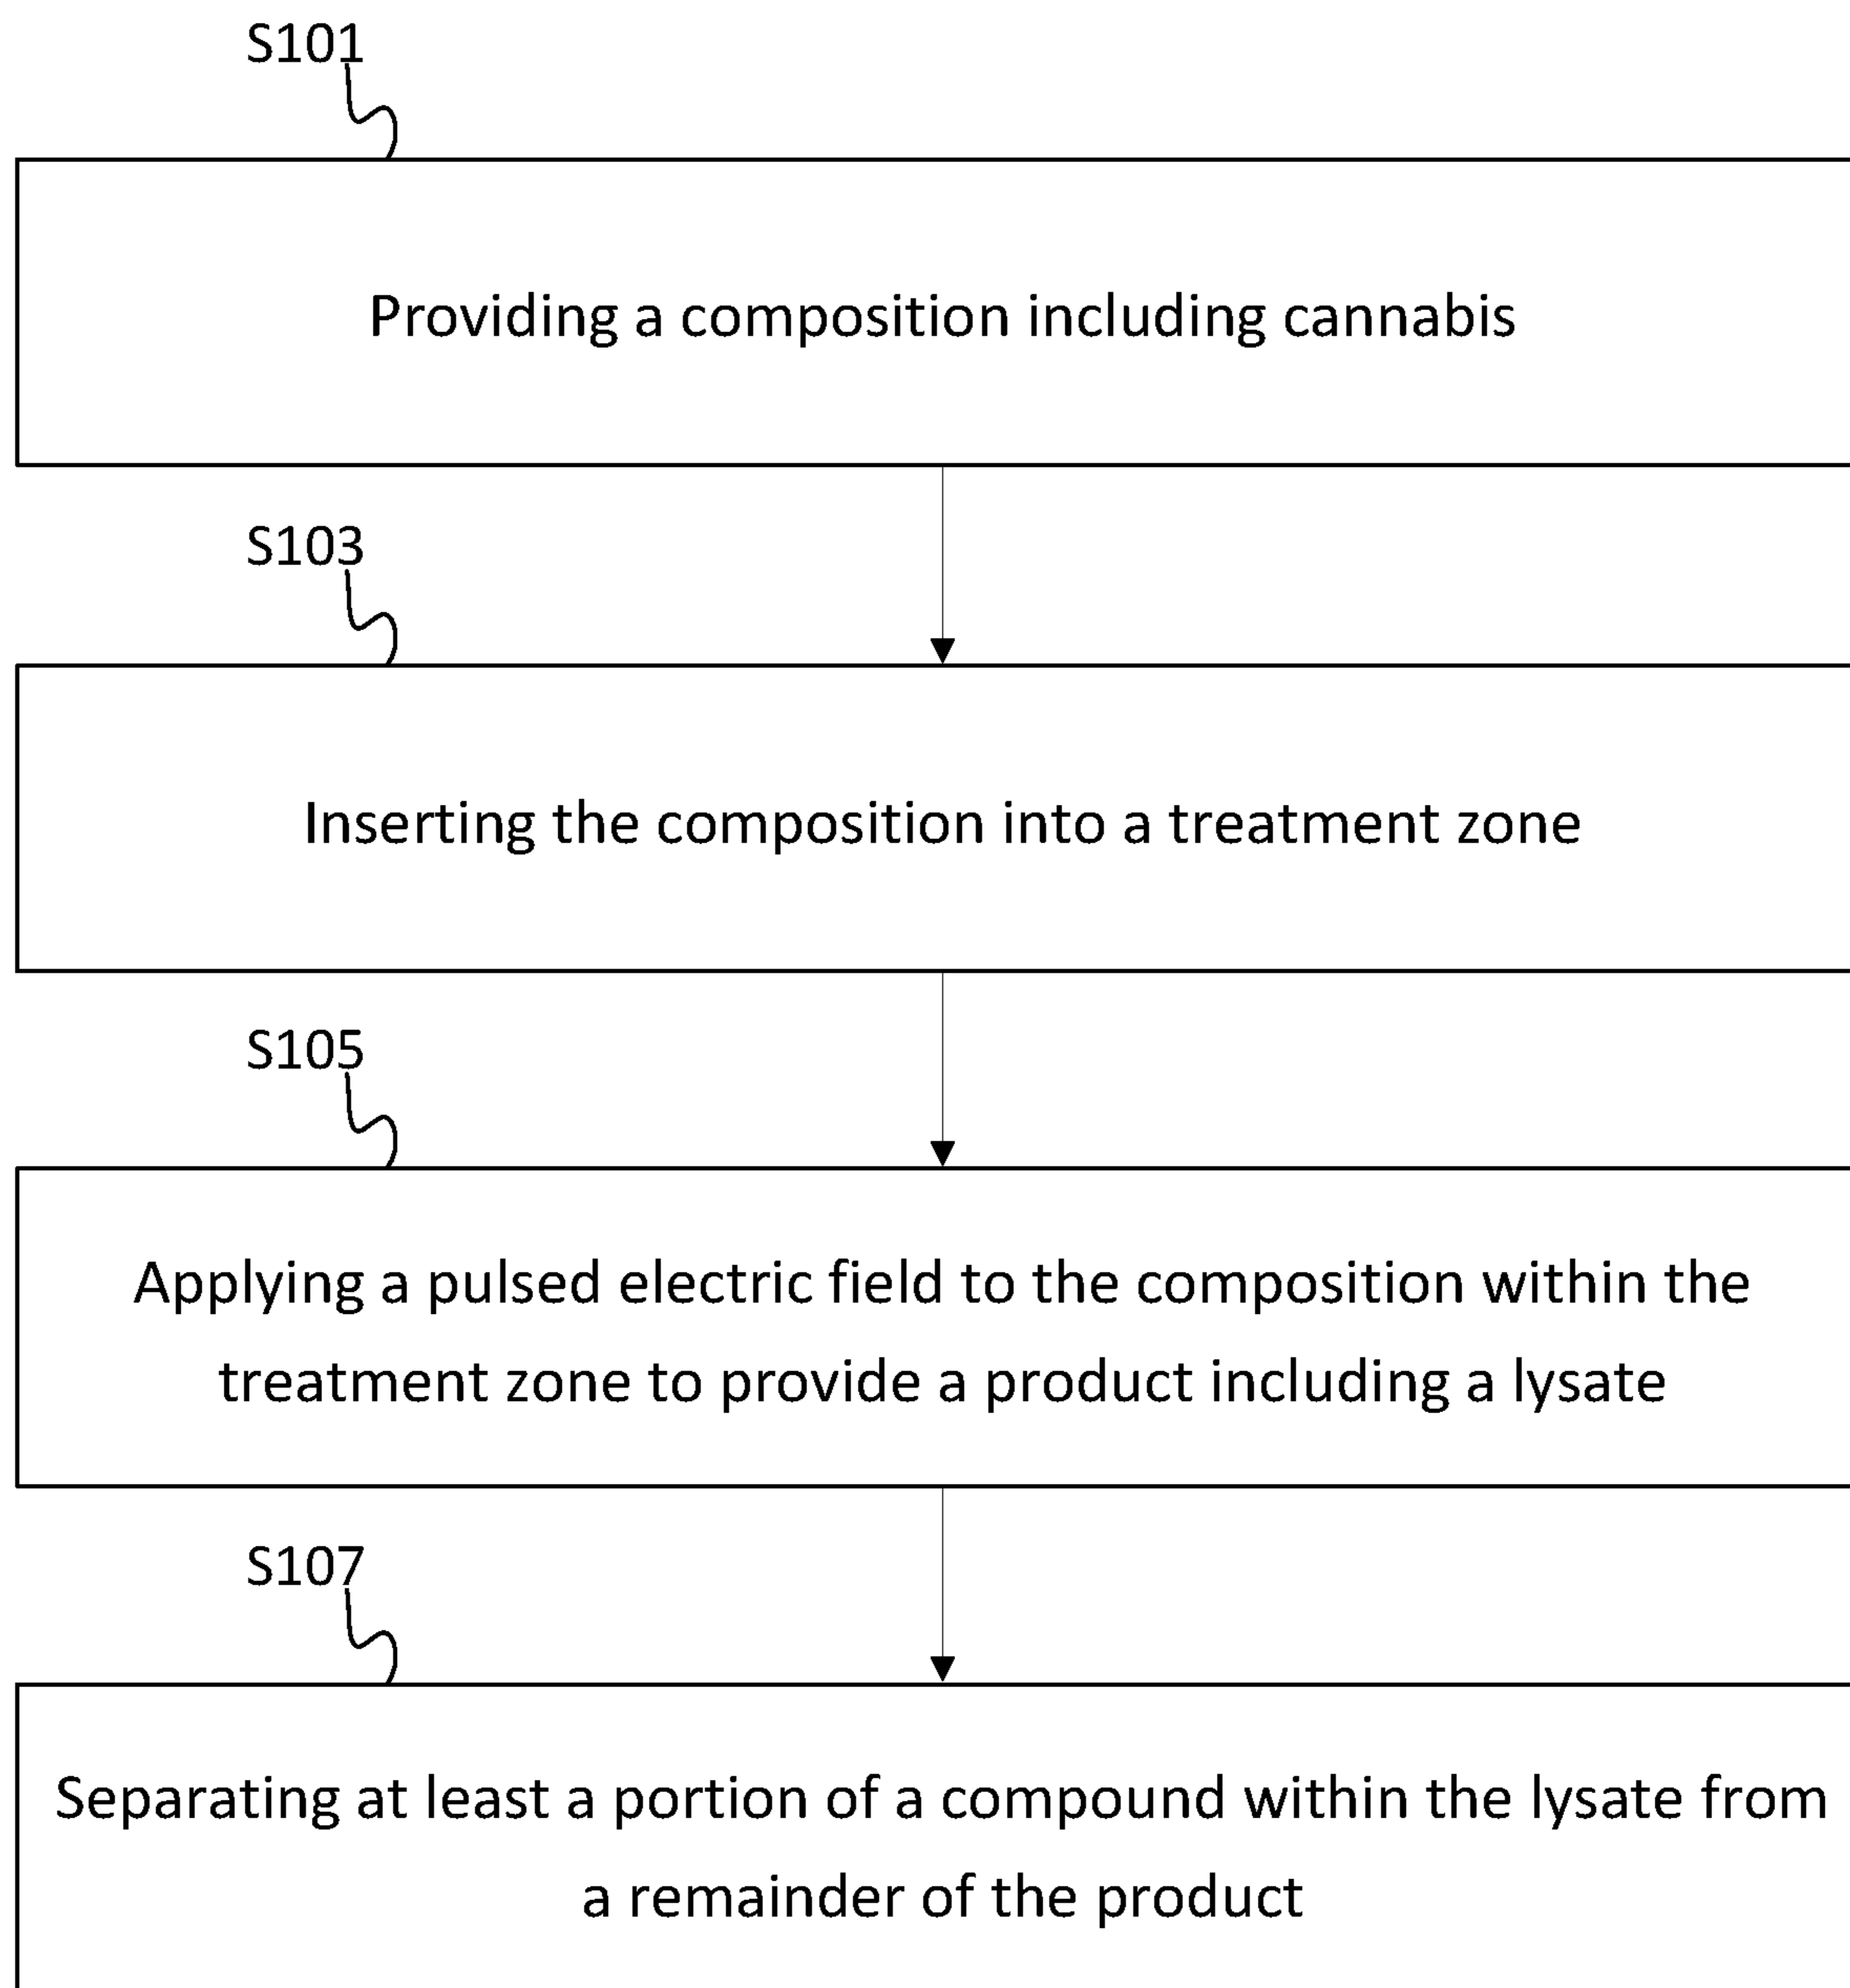 S101
Providing a composition including cannabis
S103
Inserting the composition into a treatment zone
S105
Applying a pulsed electric field to the composition within the
treatment zone to provide a product including a lysate
S107
Separating at least a portion of a compound within the lysate from
a remainder of the product